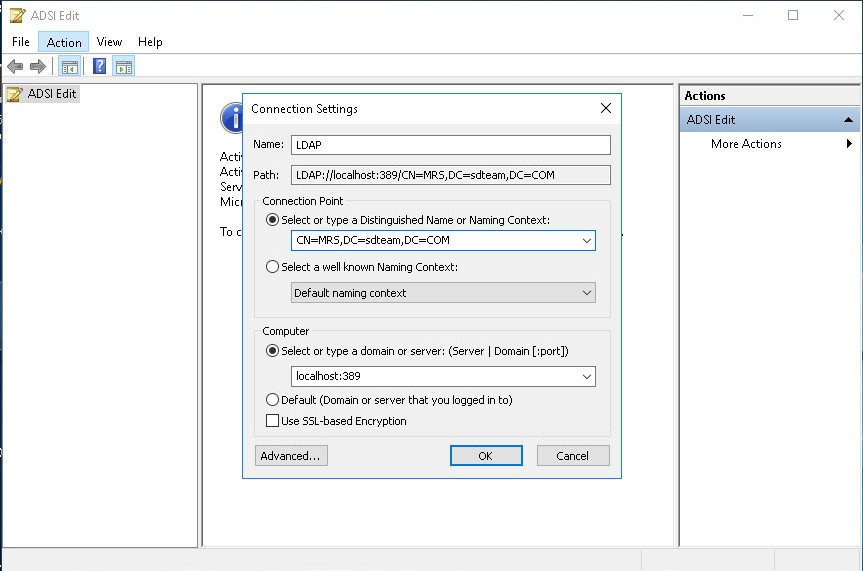 ADSI Edit
File Action View Help
ADSI Edit
Connection Settings
Name: LDAP
Path: LDAP://localhost:389/CN=MRS,DC=sdteam,DC=COM
Connection Point
Select or type a Distinguished Name or Naming Context:
CN=MRS,DC=sdteam,DC=COM
Select a well known Naming Context:
Default naming context
Computer
Select or type a domain or server: (Server | Domain [:port])
localhost:389
Default (Domain or server that you logged in to)
Use SSL-based Encryption
Advanced... OK Cancel
To c
Actions
ADSI Edit
More Actions